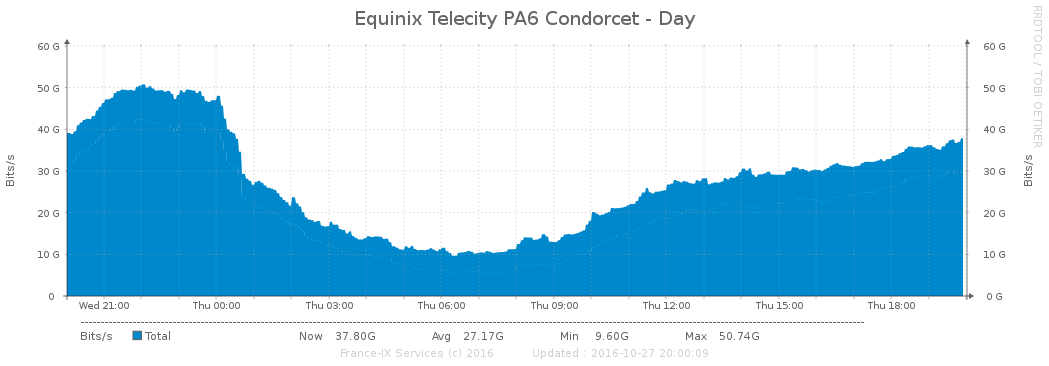 Equinix Telecity PA6 Condorcet - Day
RRDTOOL / TOBI OETIKER
Bits/s
60 G
50 G
40 G
30 G
20 G
10 G
0
60 G
50 G
40 G
30 G
20 G
10 G
0 G
Bits/s
Wed 21:00 Thu 00:00 Thu 03:00 Thu 06:00 Thu 09:00 Thu 12:00 Thu 15:00 Thu 18:00
Bits/s Total Now 37.80G Avg 27.17G Min 9.60G Max 50.74G
France-IX Services (c) 2016 Updated : 2016-10-27 20:00:09